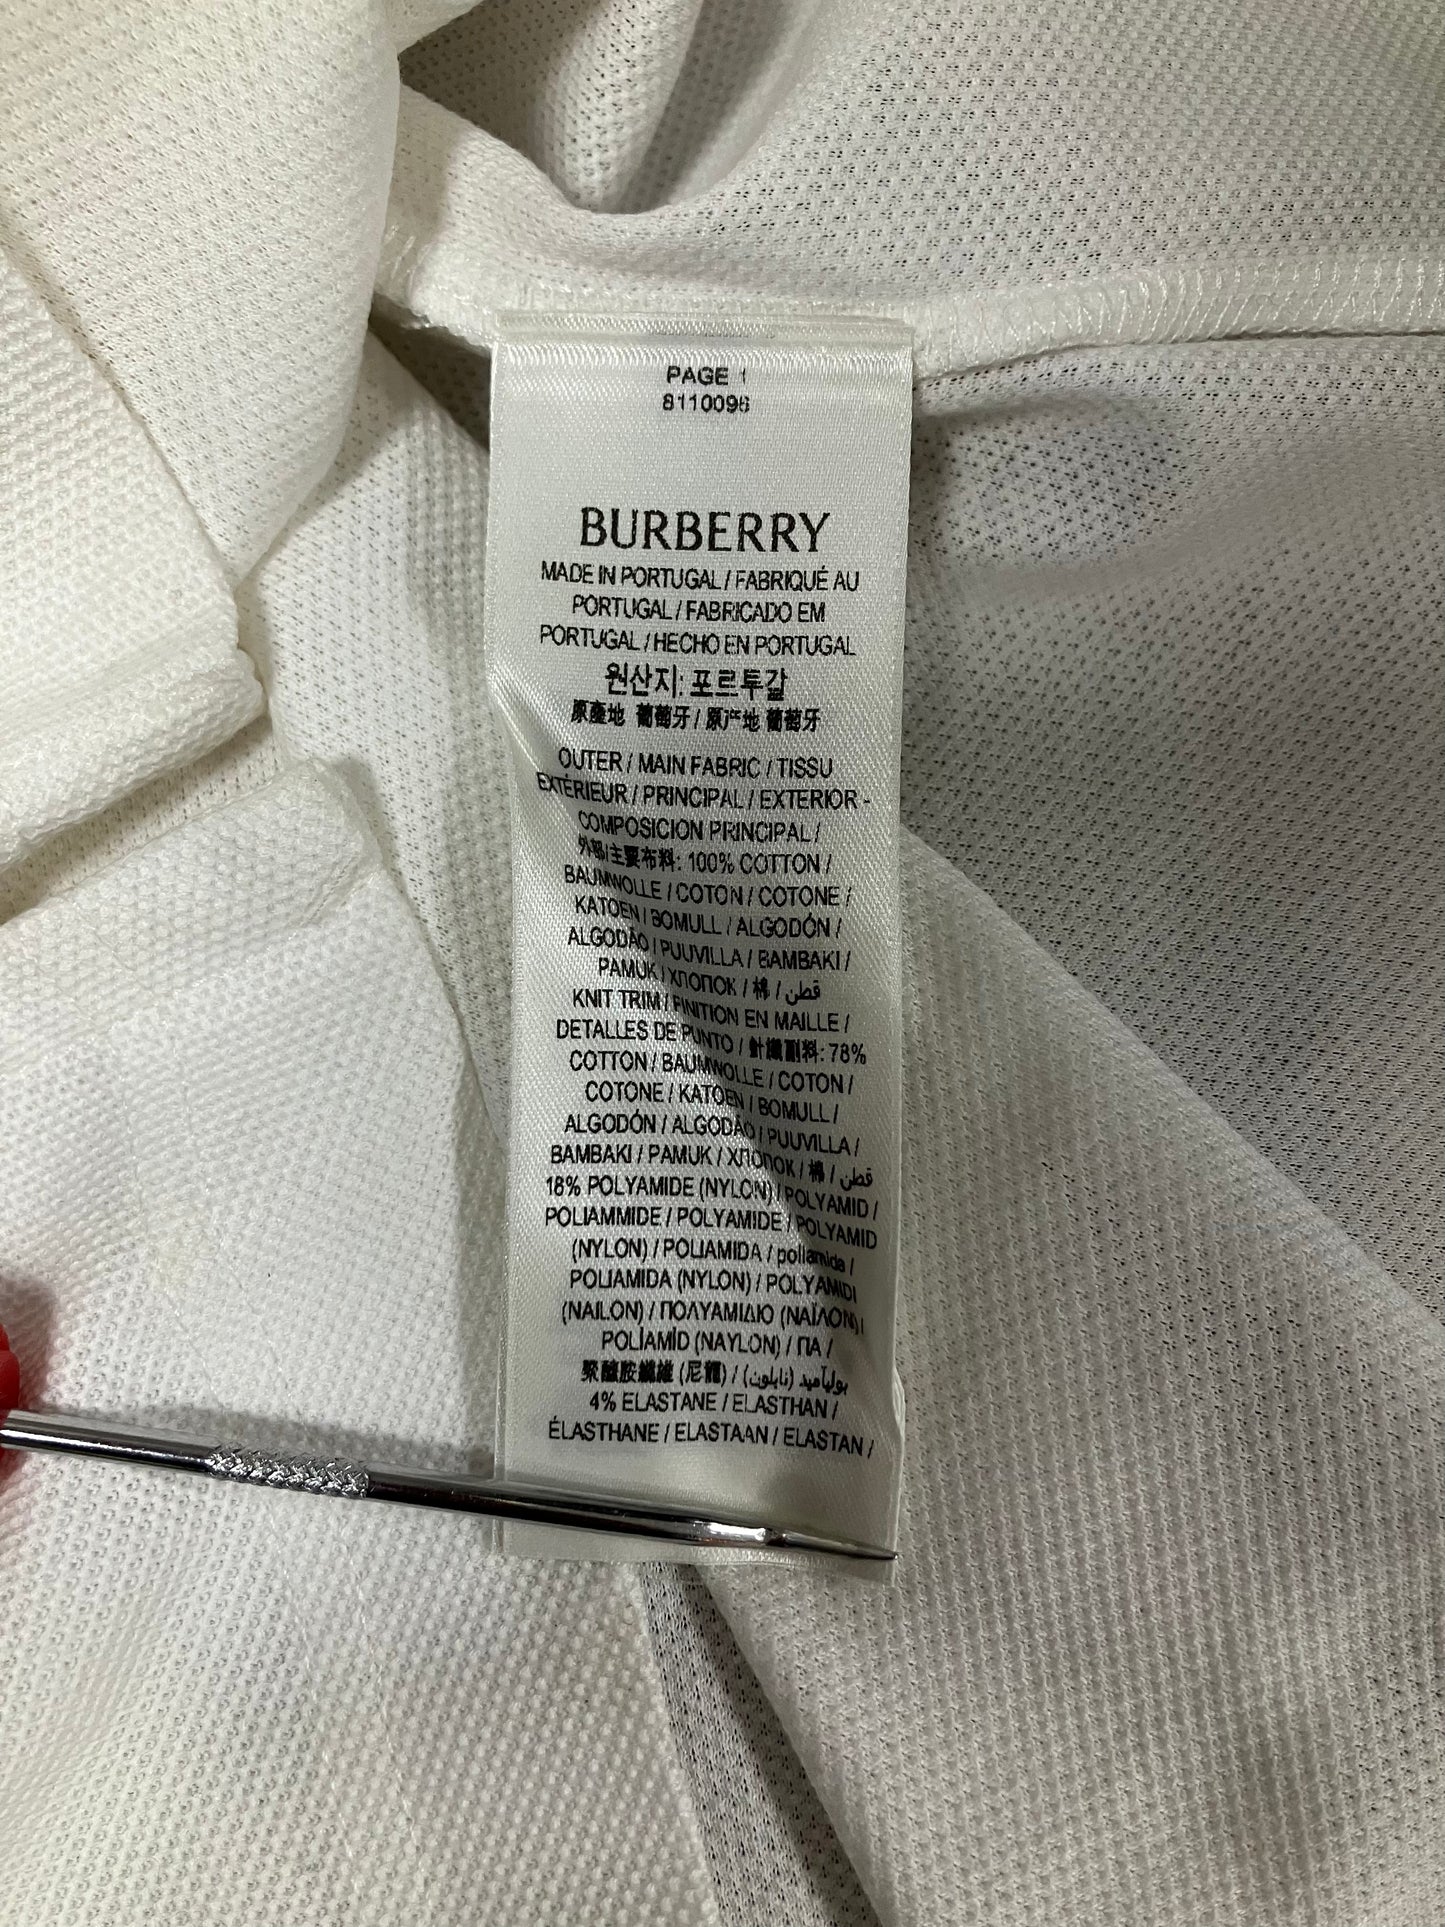 PAGE 1
8110096
BURBERRY
MADE IN PORTUGAL / FABRIQUÉ AU
PORTUGAL / FABRICADO EM
PORTUGAL / HECHO EN PORTUGAL
원산지: 포르투갈
原產地 葡萄牙 / 原产地 葡萄牙
OUTER / MAIN FABRIC / TISSU
EXTÉRIEUR / PRINCIPAL / EXTERIOR -
COMPOSICION PRINCIPAL /
外部/主要布料: 100% COTTON /
BAUMWOLLE / COTON / COTONE /
KATOEN / BOMULL / ALGODÓN /
ALGODÃO / PUUVILLA / BAMBAKI /
PAMUK / ХЛОПОК / 棉 / قطن
KNIT TRIM / FINITION EN MAILLE /
DETALLES DE PUNTO / 針織副料: 78%
COTTON / BAUMWOLLE / COTON /
COTONE / KATOEN / BOMULL /
ALGODÓN / ALGODÃO / PUUVILLA /
BAMBAKI / PAMUK / ХЛОПОК / 棉 / قطن
18% POLYAMIDE (NYLON) / POLYAMID /
POLIAMMIDE / POLYAMIDE / POLYAMID
(NYLON) / POLIAMIDA / poliamida /
POLIAMIDA (NYLON) / POLYAMIDI
(NAILON) / ΠΟΛΥΑΜΙΔΙΟ (ΝΑΪΛΟΝ) /
POLİAMİD (NAYLON) / ПА /
聚醯胺纖維 (尼龍) / بوليآميد (نايلون)
4% ELASTANE / ELASTHAN /
ÉLASTHANE / ELASTAAN / ELASTAN /